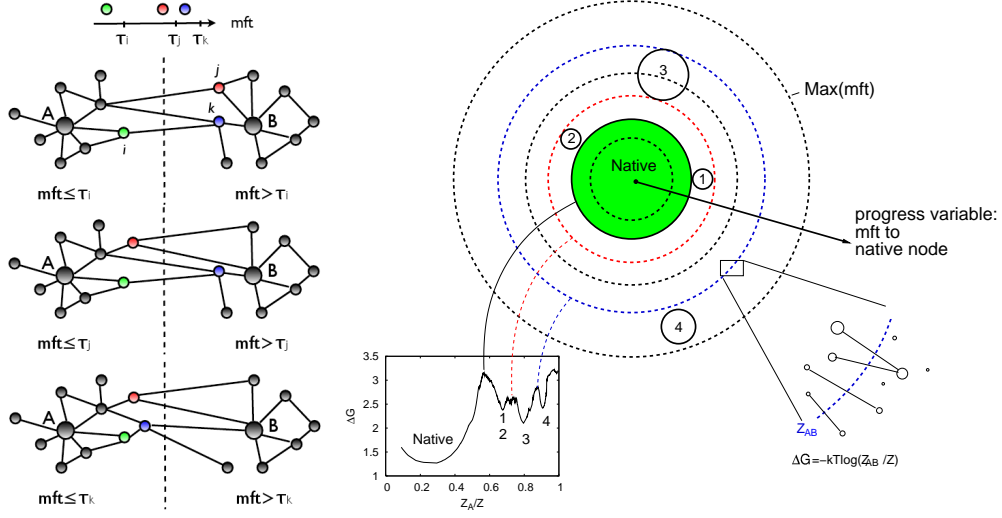 mft
τi τj τk
j
A
k
B
i
mft≤ τi
mft> τi
A
B
mft≤ τj
mft> τj
A
B
mft≤ τk
mft> τk
3
Max(mft)
2
Native
1
progress variable:
mft to
native node
4
ZAB
ΔG=−kTlog(ZAB/Z)
3.5
3
2.5
2
1.5
1
ΔG
Native
1
2
3
4
0 0.2 0.4 0.6 0.8 1
ZA/Z